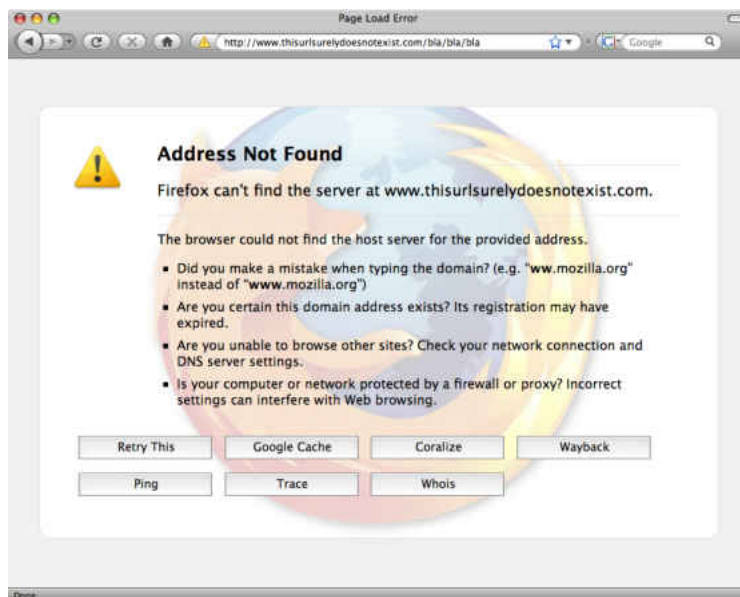 Page Load Error
http://www.thisurlsurelydoesnotexist.com/bla/bla/bla
Google
Address Not Found
Firefox can't find the server at www.thisurlsurelydoesnotexist.com.
The browser could not find the host server for the provided address.
Did you make a mistake when typing the domain? (e.g. "ww.mozilla.org"
instead of "www.mozilla.org")
Are you certain this domain address exists? Its registration may have
expired.
Are you unable to browse other sites? Check your network connection and
DNS server settings.
Is your computer or network protected by a firewall or proxy? Incorrect
settings can interfere with Web browsing.
Retry This Google Cache Coralize Wayback
Ping Trace Whois
Done